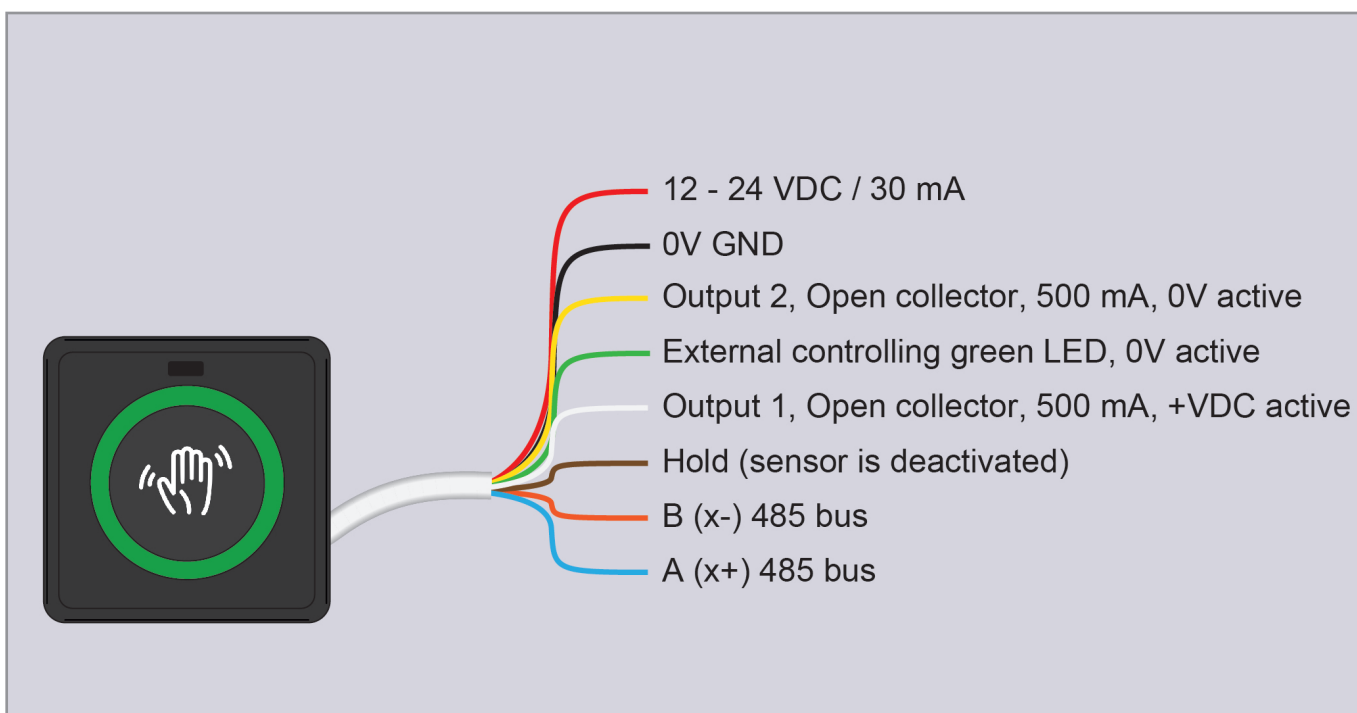 12 - 24 VDC / 30 mA
0V GND
Output 2, Open collector, 500 mA, 0V active
External controlling green LED, 0V active
Output 1, Open collector, 500 mA, +VDC active
Hold (sensor is deactivated)
B (x-) 485 bus
A (x+) 485 bus